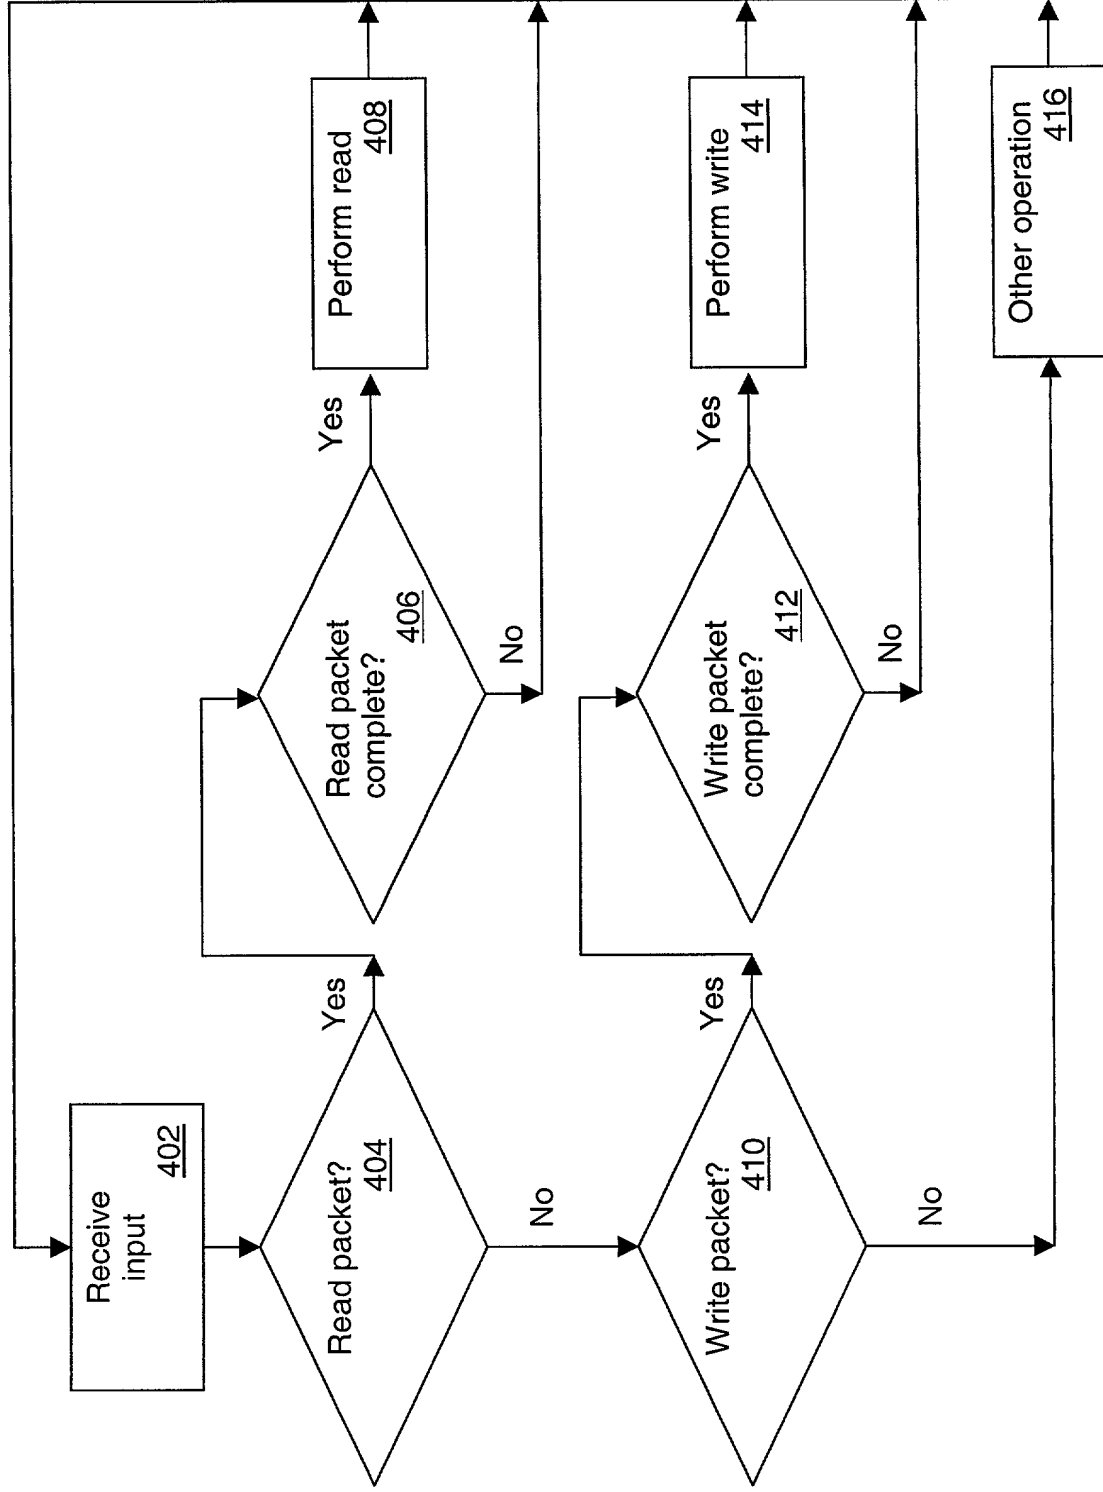 Receive
input
402
Read packet?
404
Yes
No
Read packet
complete?
406
Yes
No
Perform read
408
Write packet?
410
Yes
No
Write packet
complete?
412
Yes
No
Perform write
414
Other operation
416